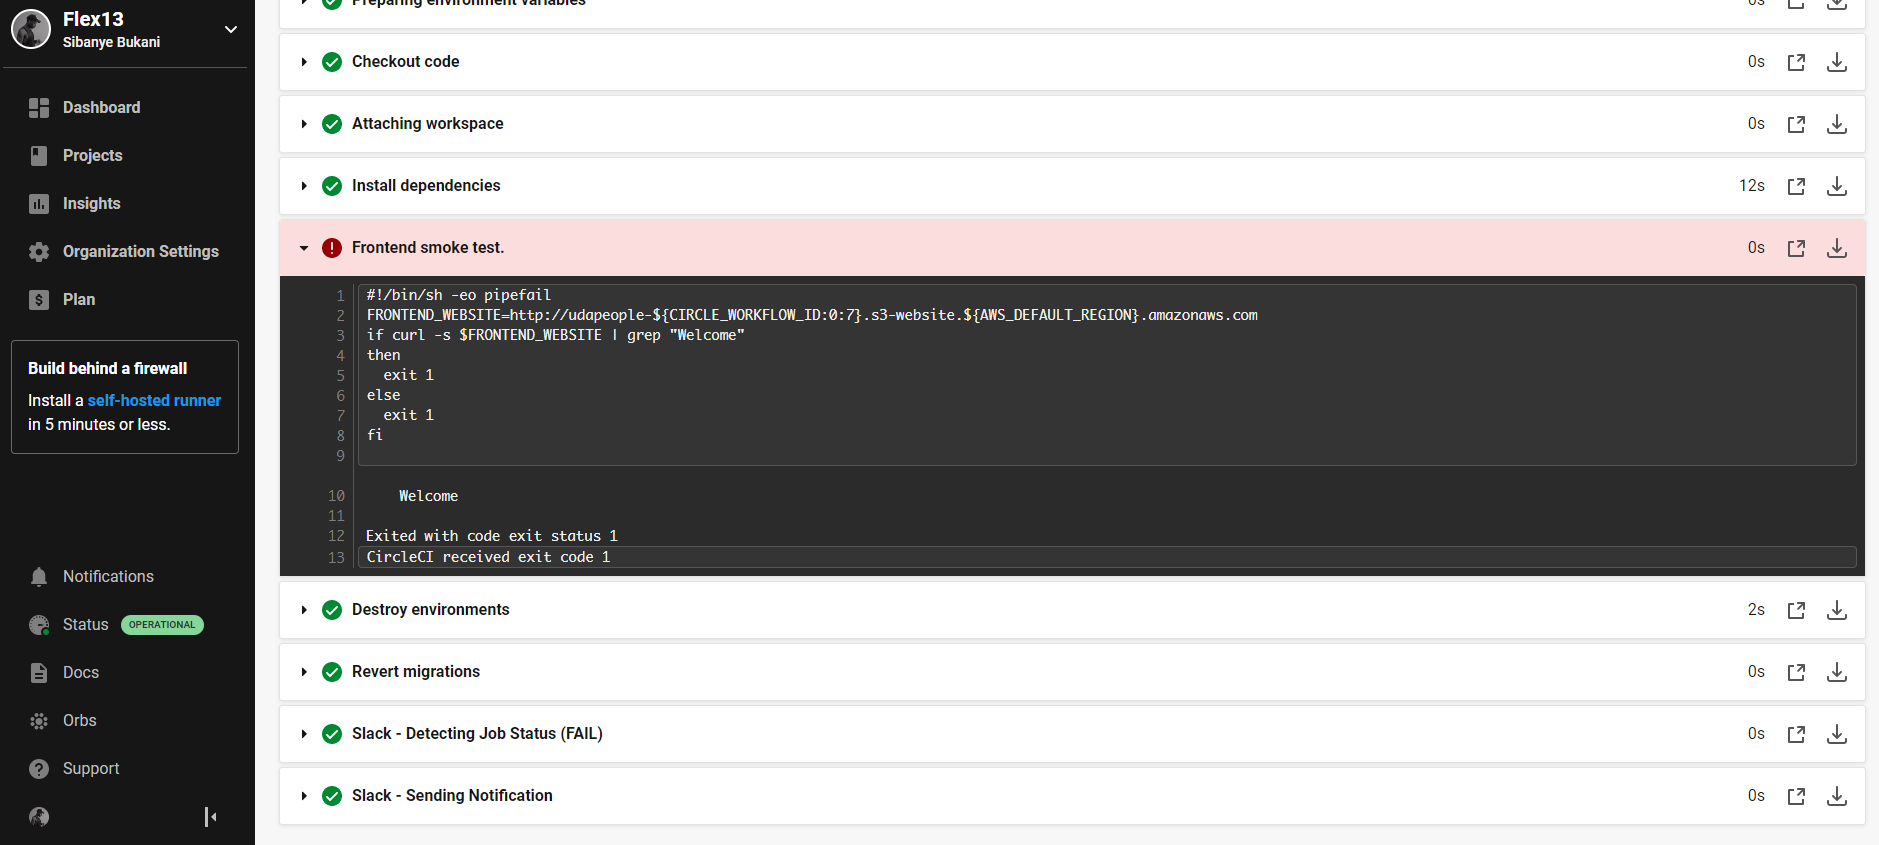 Flex13
Sibanye Bukani
Dashboard
Projects
Insights
Organization Settings
Plan
Build behind a firewall
Install a self-hosted runner
in 5 minutes or less.
Notifications
Status OPERATIONAL
Docs
Orbs
Support
Preparing environment variables 0s
Checkout code 0s
Attaching workspace 0s
Install dependencies 12s
Frontend smoke test. 0s
1 #!/bin/sh -eo pipefail
2 FRONTEND_WEBSITE=http://udapeople-${CIRCLE_WORKFLOW_ID:0:7}.s3-website.${AWS_DEFAULT_REGION}.amazonaws.com
3 if curl -s $FRONTEND_WEBSITE | grep "Welcome"
4 then
5   exit 1
6 else
7   exit 1
8 fi
9
10     Welcome
11
12 Exited with code exit status 1
13 CircleCI received exit code 1
Destroy environments 2s
Revert migrations 0s
Slack - Detecting Job Status (FAIL) 0s
Slack - Sending Notification 0s